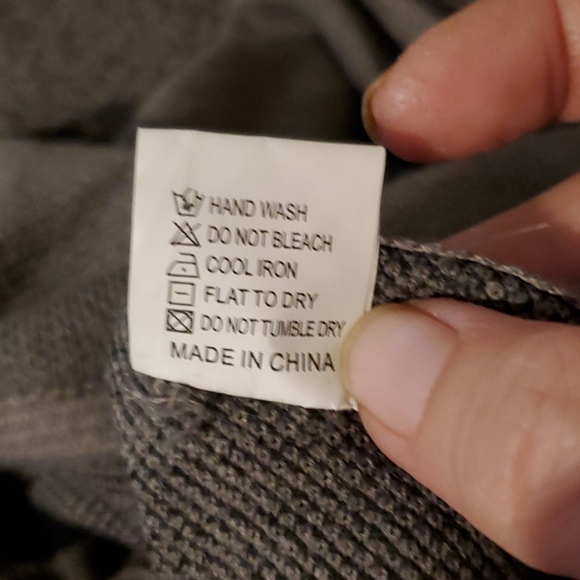 HAND WASH
DO NOT BLEACH
COOL IRON
FLAT TO DRY
DO NOT TUMBLE DRY
MADE IN CHINA